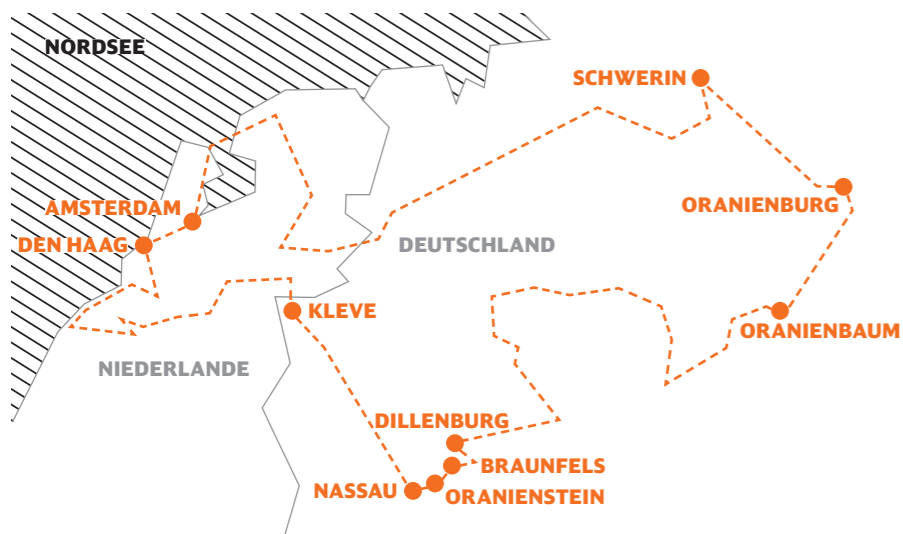 NORDSEE
SCHWERIN
AMSTERDAM
ORANIENBURG
DEN HAAG
DEUTSCHLAND
KLEVE
ORANIENBAUM
NIEDERLANDE
DILLENBURG
BRAUNFELS
NASSAU
ORANIENSTEIN